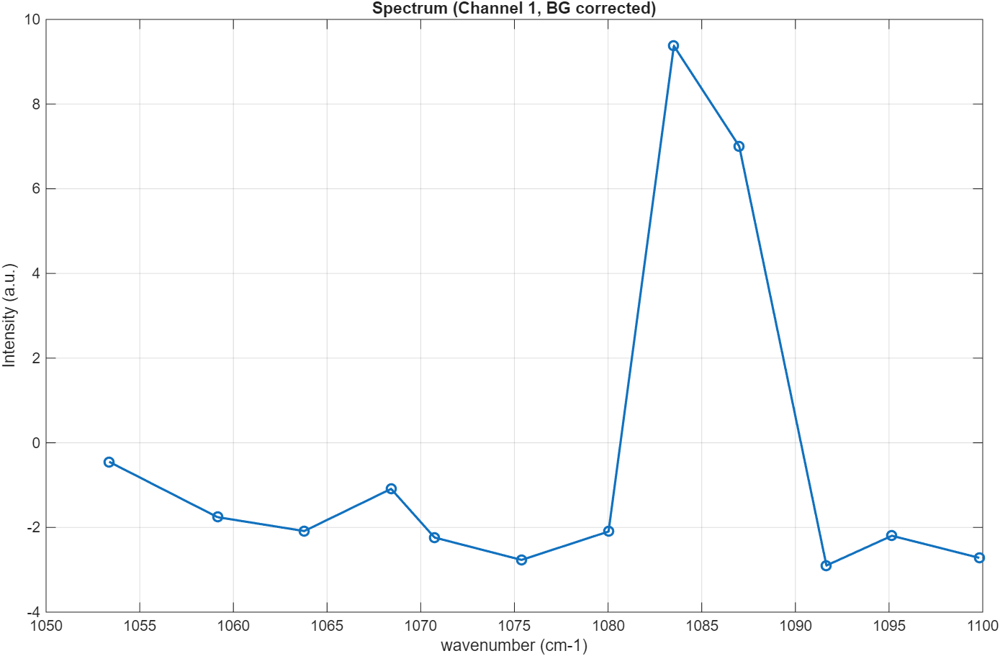 Spectrum (Channel 1, BG corrected)
10
8
6
4
2
0
-2
-4
Intensity (a.u.)
1050 1055 1060 1065 1070 1075 1080 1085 1090 1095 1100
wavenumber (cm-1)